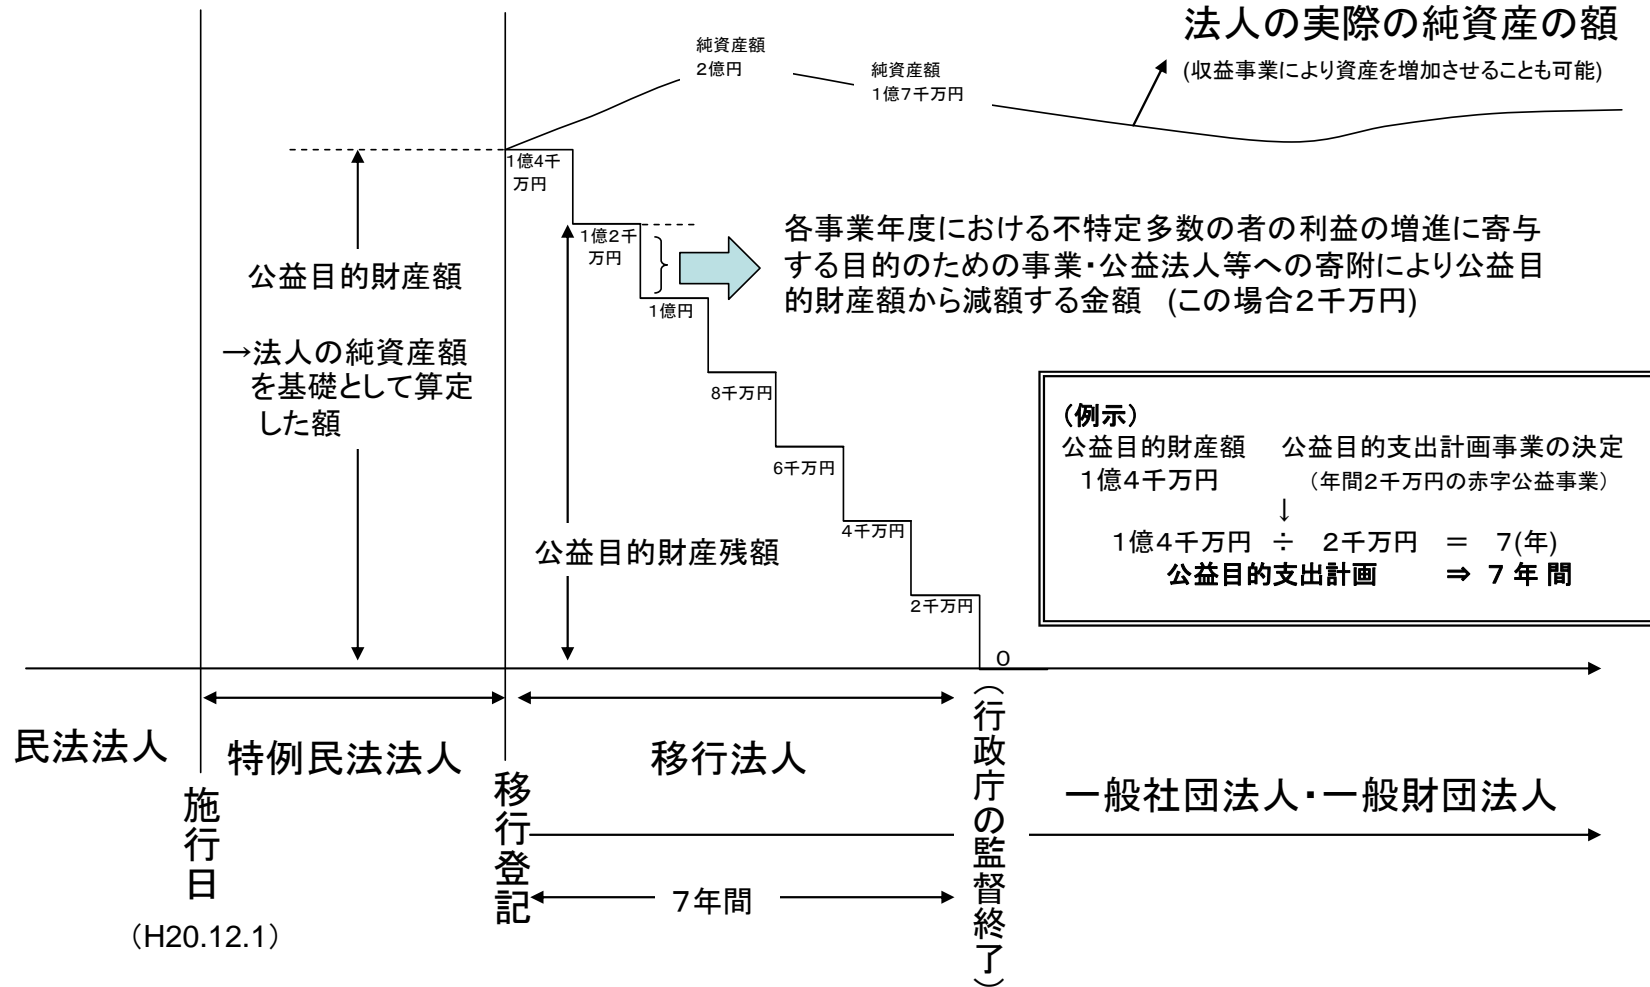 法人の実際の純資産の額
(収益事業により資産を増加させることも可能)
純資産額
2億円
純資産額
1億7千万円
1億4千
万円
1億2千
万円
1億円
8千万円
6千万円
4千万円
2千万円
0
各事業年度における不特定多数の者の利益の増進に寄与
する目的のための事業・公益法人等への寄附により公益目
的財産額から減額する金額 (この場合2千万円)
公益目的財産額
→法人の純資産額
を基礎として算定
した額
公益目的財産残額
(例示)
公益目的財産額 公益目的支出計画事業の決定
1億4千万円 (年間2千万円の赤字公益事業)
↓
1億4千万円 ÷ 2千万円 = 7(年)
公益目的支出計画 ⇒ 7年間
民法法人
特例民法法人
移行法人
一般社団法人・一般財団法人
施行日
(H20.12.1)
移行登記
7年間
(行政庁の監督終了)